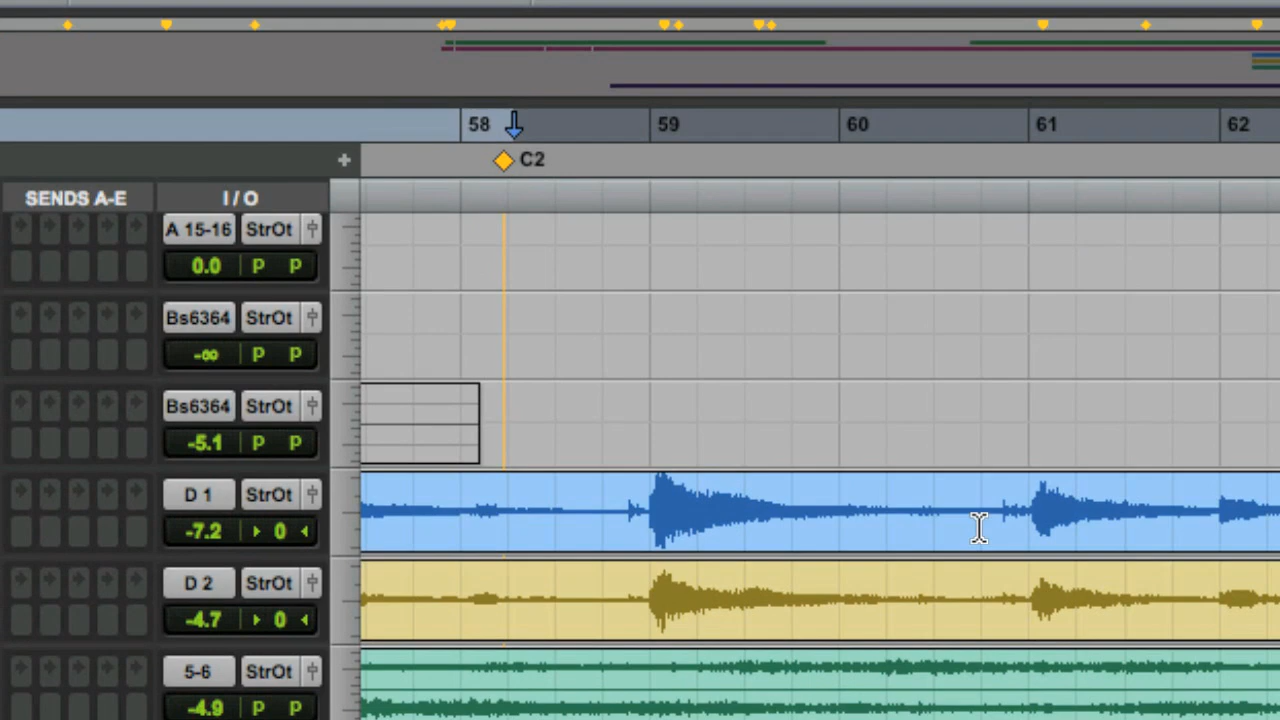 58 59 60 61 62
+ C2
SENDS A-E I / O
A 15-16 StrOt
0.0 P P
Bs6364 StrOt
-∞ P P
Bs6364 StrOt
-5.1 P P
D 1 StrOt
-7.2 0
D 2 StrOt
-4.7 0
5-6 StrOt
-4.9 P P